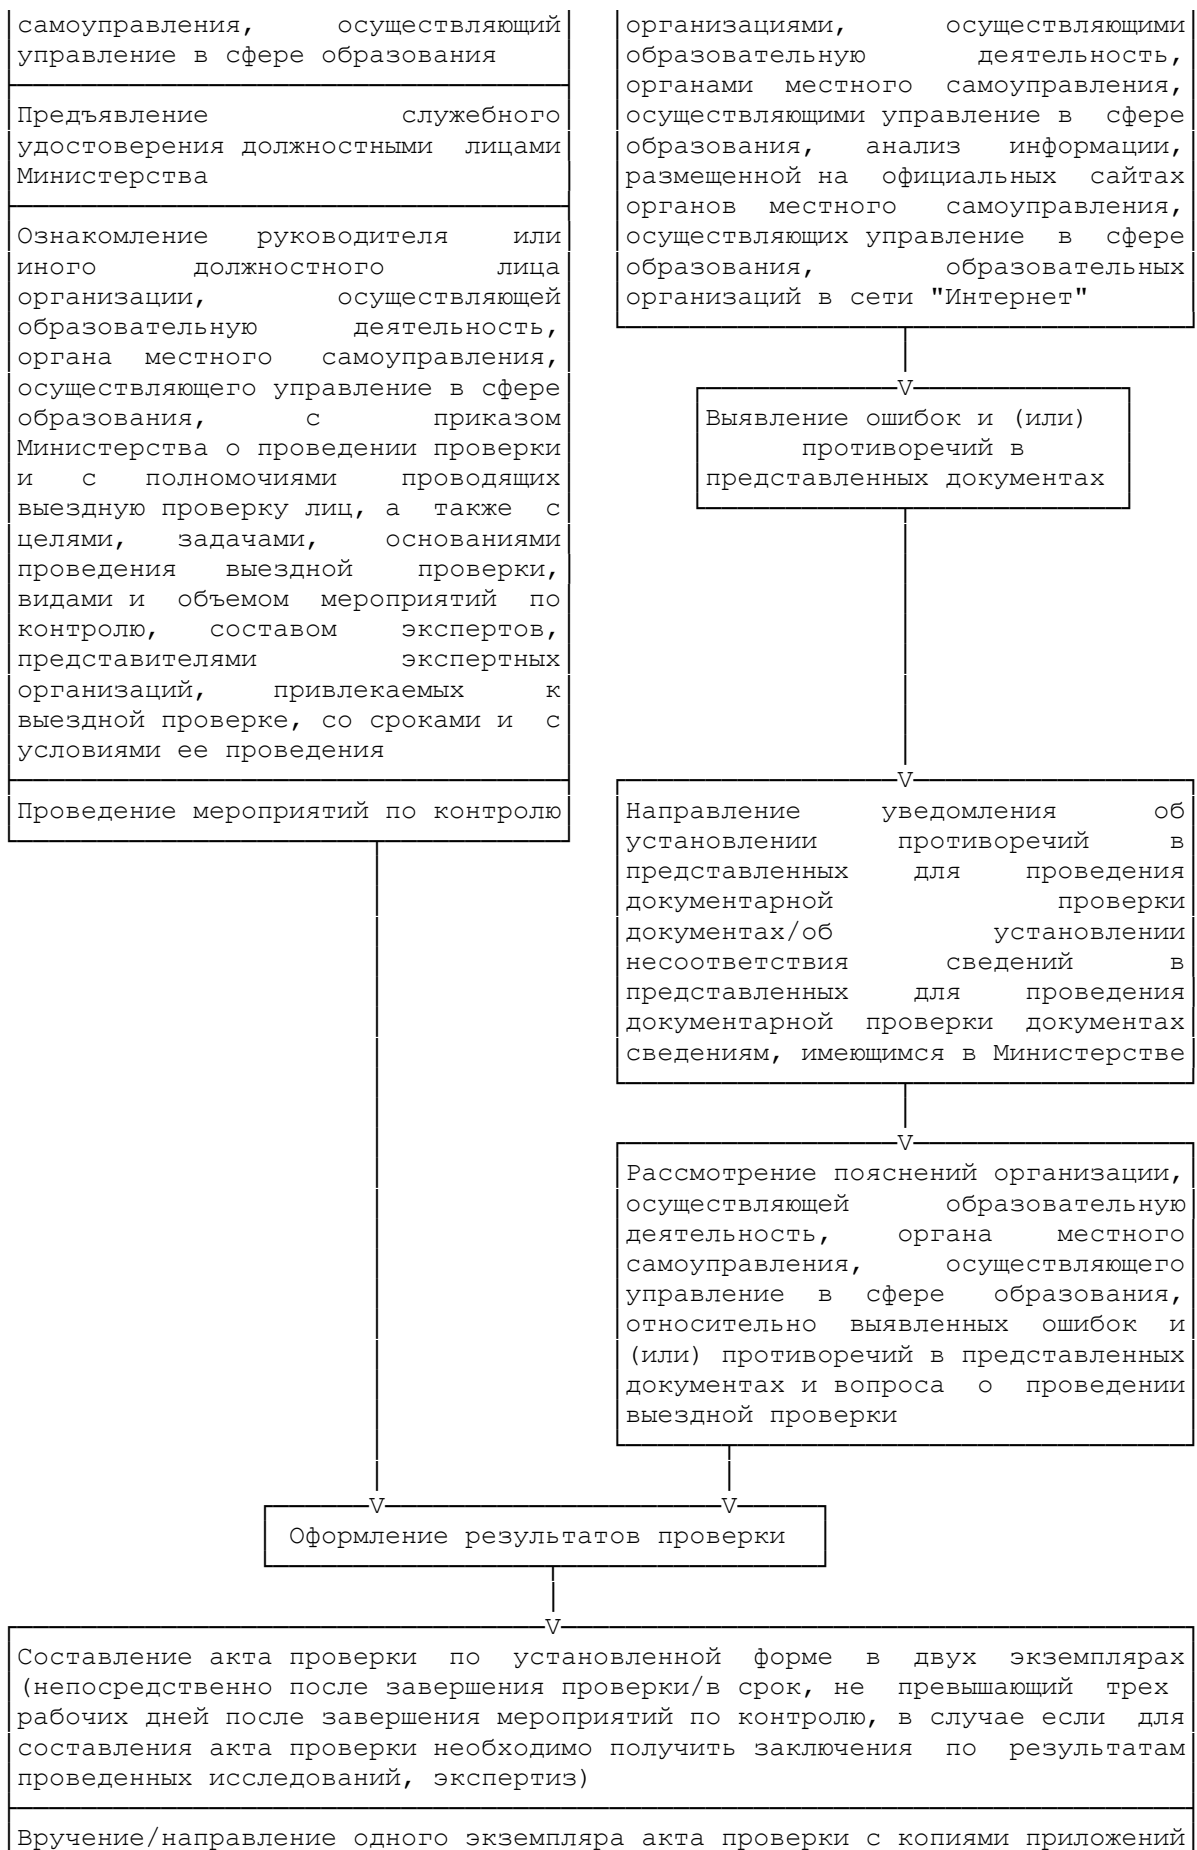 самоуправления, осуществляющий
управление в сфере образования
Предъявление служебного
удостоверения должностными лицами
Министерства
Ознакомление руководителя или
иного должностного лица
организации, осуществляющей
образовательную деятельность,
органа местного самоуправления,
осуществляющего управление в сфере
образования, с приказом
Министерства о проведении проверки
и с полномочиями проводящих
выездную проверку лиц, а также с
целями, задачами, основаниями
проведения выездной проверки,
видами и объемом мероприятий по
контролю, составом экспертов,
представителями экспертных
организаций, привлекаемых к
выездной проверке, со сроками и с
условиями ее проведения
Проведение мероприятий по контролю
организациями, осуществляющими
образовательную деятельность,
органами местного самоуправления,
осуществляющими управление в сфере
образования, анализ информации,
размещенной на официальных сайтах
органов местного самоуправления,
осуществляющих управление в сфере
образования, образовательных
организаций в сети "Интернет"
V
Выявление ошибок и (или)
противоречий в
представленных документах
V
Направление уведомления об
установлении противоречий в
представленных для проведения
документарной проверки
документах/об установлении
несоответствия сведений в
представленных для проведения
документарной проверки документах
сведениям, имеющимся в Министерстве
V
Рассмотрение пояснений организации,
осуществляющей образовательную
деятельность, органа местного
самоуправления, осуществляющего
управление в сфере образования,
относительно выявленных ошибок и
(или) противоречий в представленных
документах и вопроса о проведении
выездной проверки
V V
Оформление результатов проверки
V
Составление акта проверки по установленной форме в двух экземплярах
(непосредственно после завершения проверки/в срок, не превышающий трех
рабочих дней после завершения мероприятий по контролю, в случае если для
составления акта проверки необходимо получить заключения по результатам
проведенных исследований, экспертиз)
Вручение/направление одного экземпляра акта проверки с копиями приложений